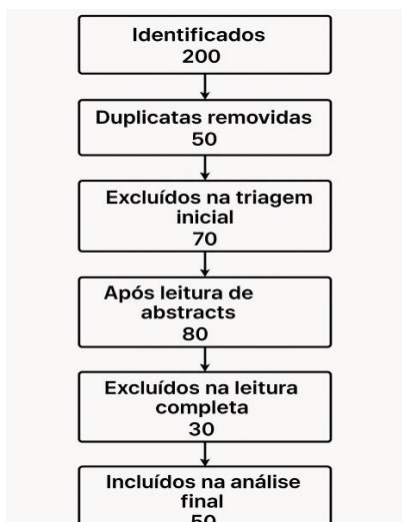 Identificados
200
Duplicatas removidas
50
Excluídos na triagem
inicial
70
Após leitura de
abstracts
80
Excluídos na leitura
completa
30
Incluídos na análise
final
50